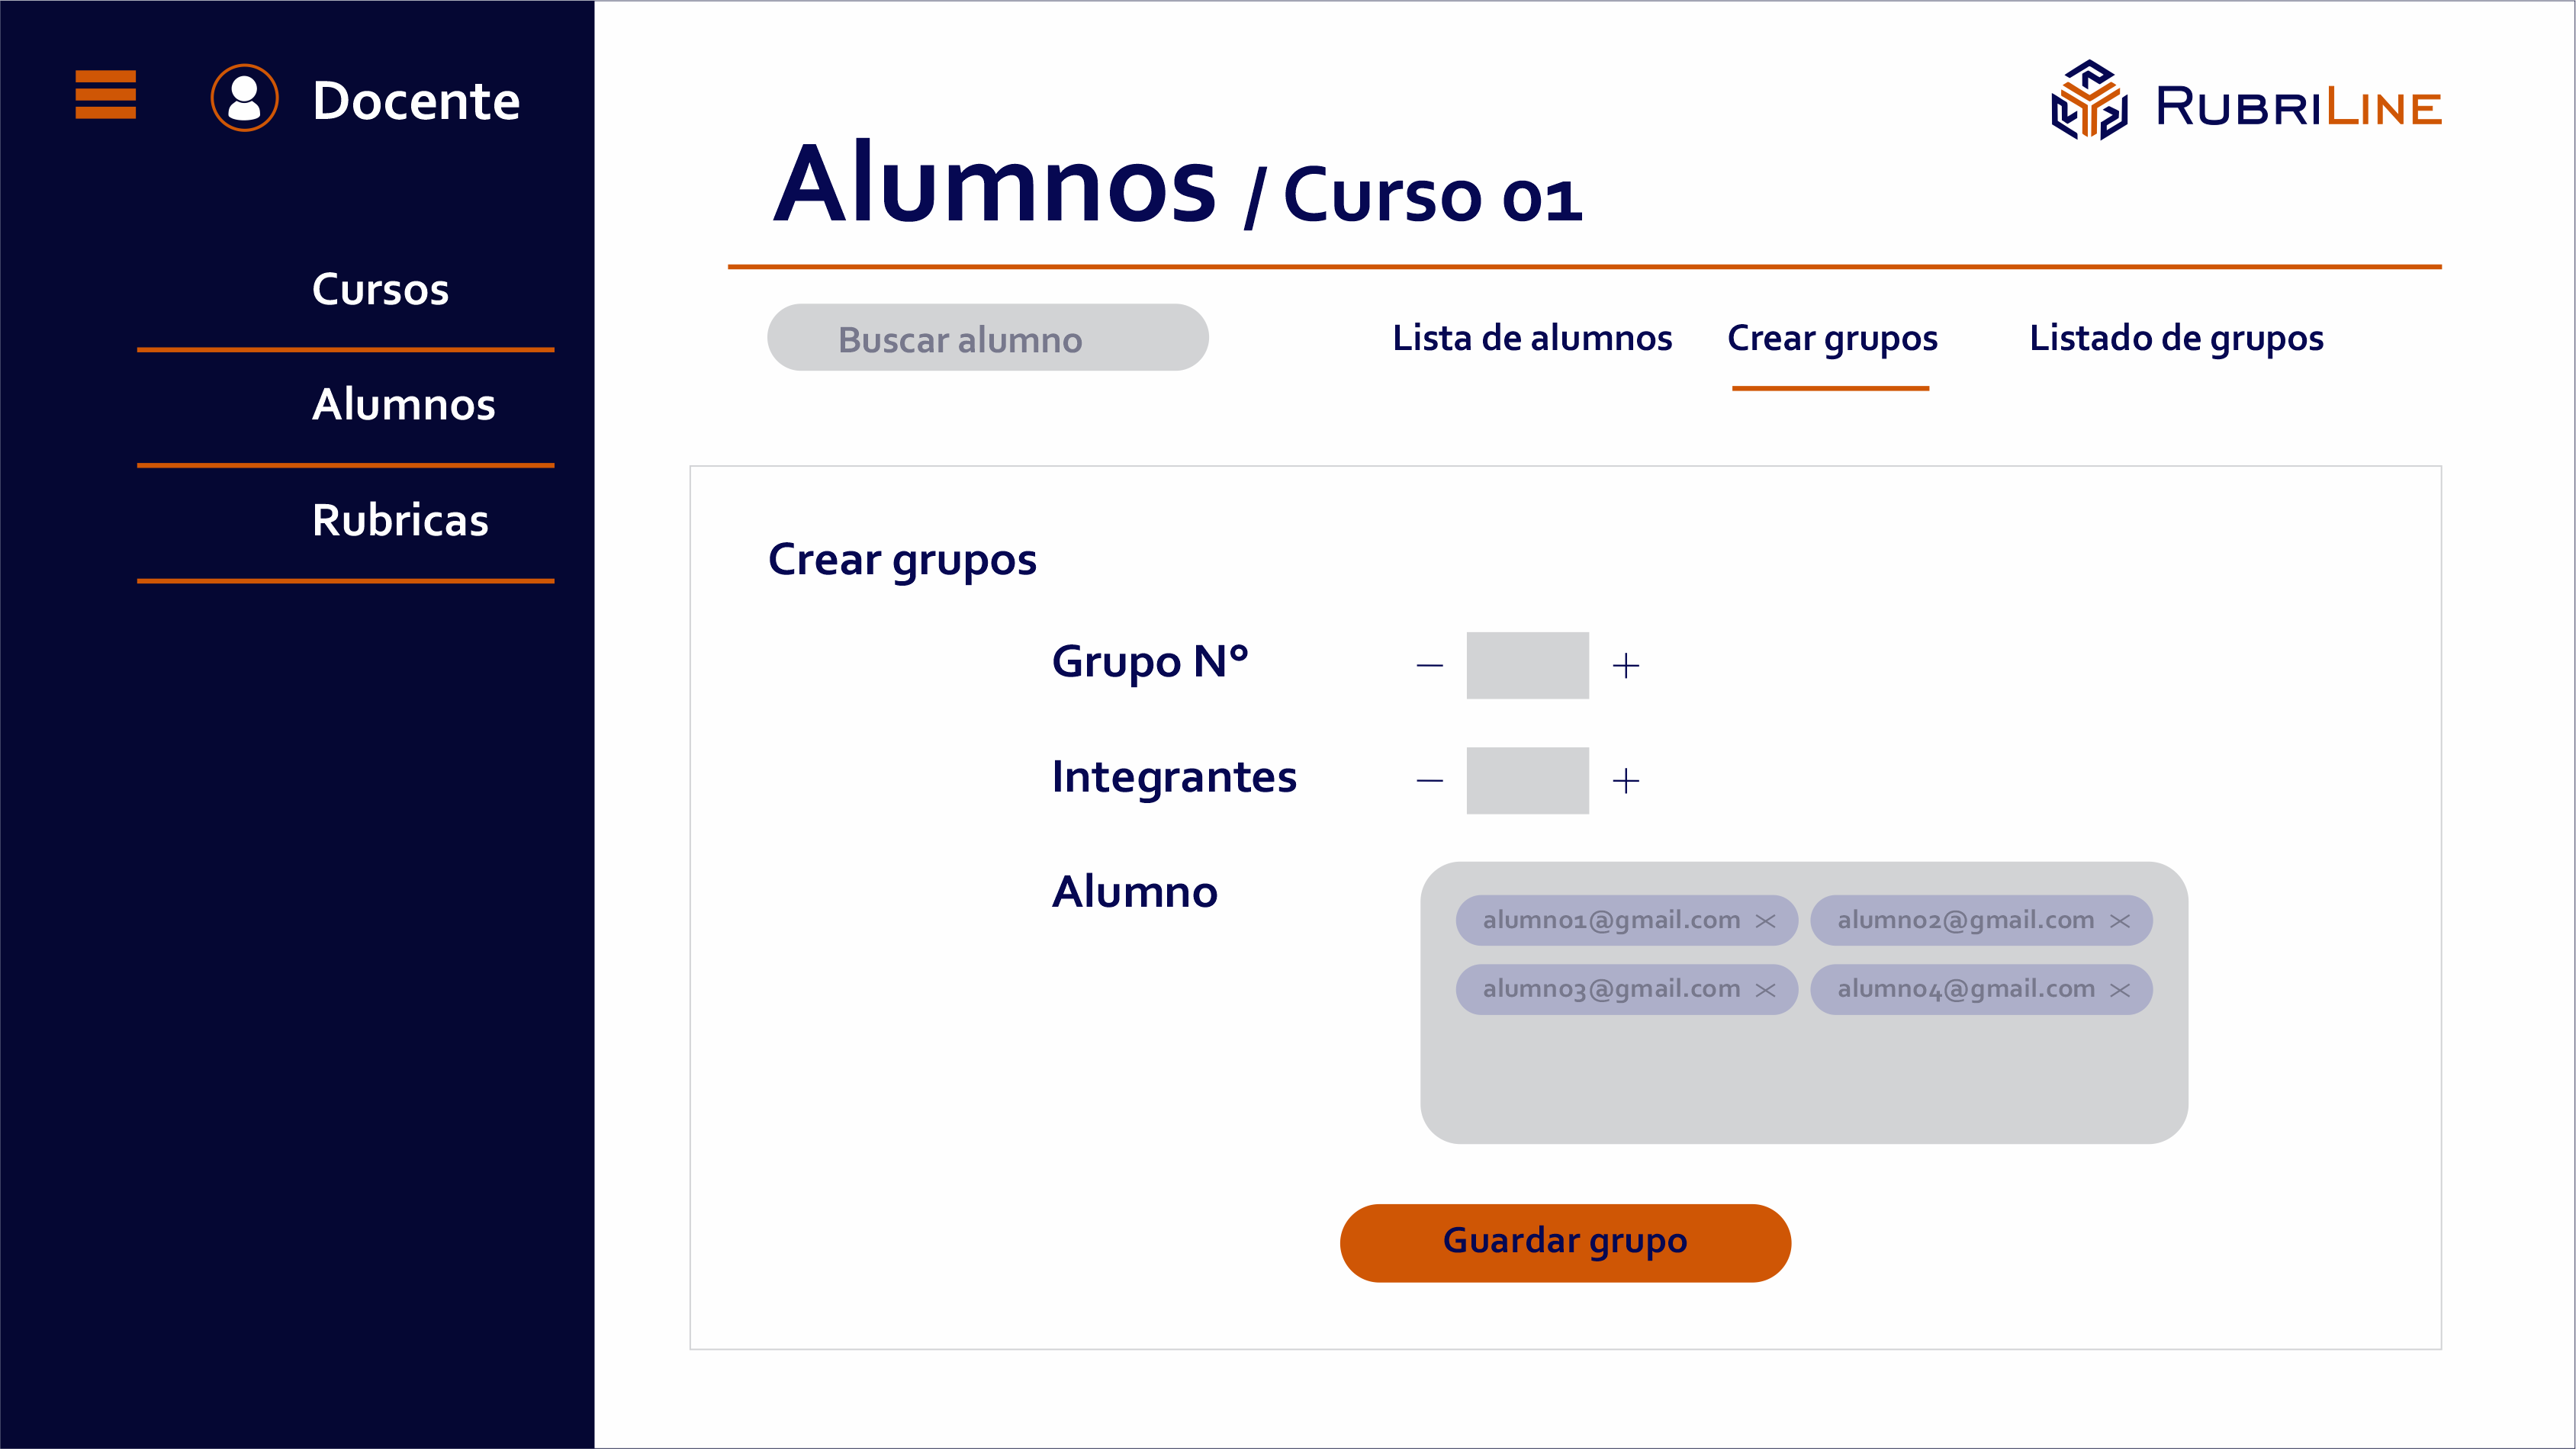 Docente
Cursos
Alumnos
Rubricas
RUBRILINE
Alumnos / Curso 01
Buscar alumno
Lista de alumnos
Crear grupos
Listado de grupos
Crear grupos
Grupo N°
Integrantes
Alumno
alumno1@gmail.com
alumno2@gmail.com
alumno3@gmail.com
alumno4@gmail.com
Guardar grupo